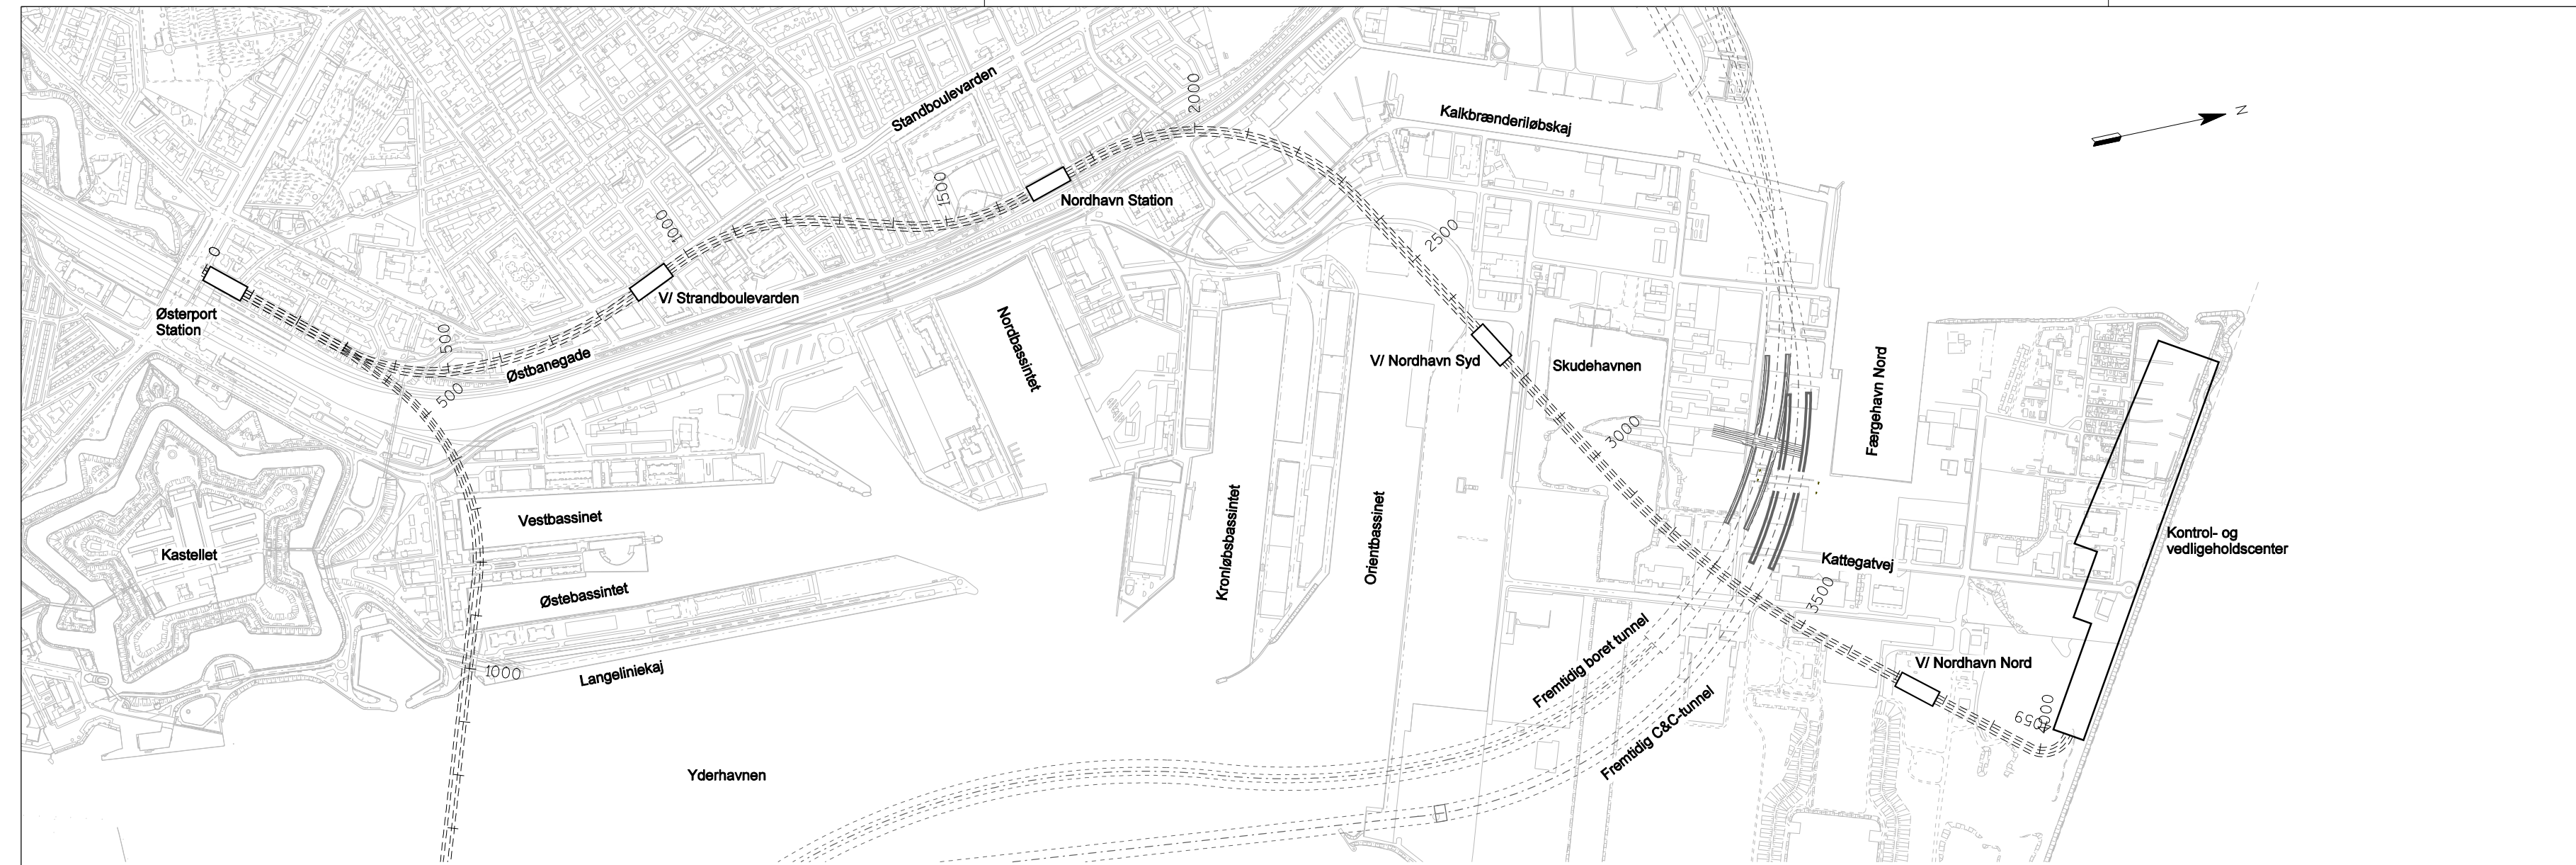 Standboulevarden
2000
Kalkbrænderiløbskaj
N
1500
Nordhavn Station
1000
0
2500
V/ Strandboulevarden
Østerport
Station
500
Østbanegade
500
Nordbassintet
V/ Nordhavn Syd
Skudehavnen
Færgehavn Nord
3000
Vestbassinet
Kastellet
Østebassintet
Kronløbsbassintet
Orientbassinet
Kontrol- og
vedligeholdscenter
Kattegatvej
3500
1000
Langeliniekaj
Fremtidig boret tunnel
V/ Nordhavn Nord
Fremtidig C&C-tunnel
4000
4059
Yderhavnen